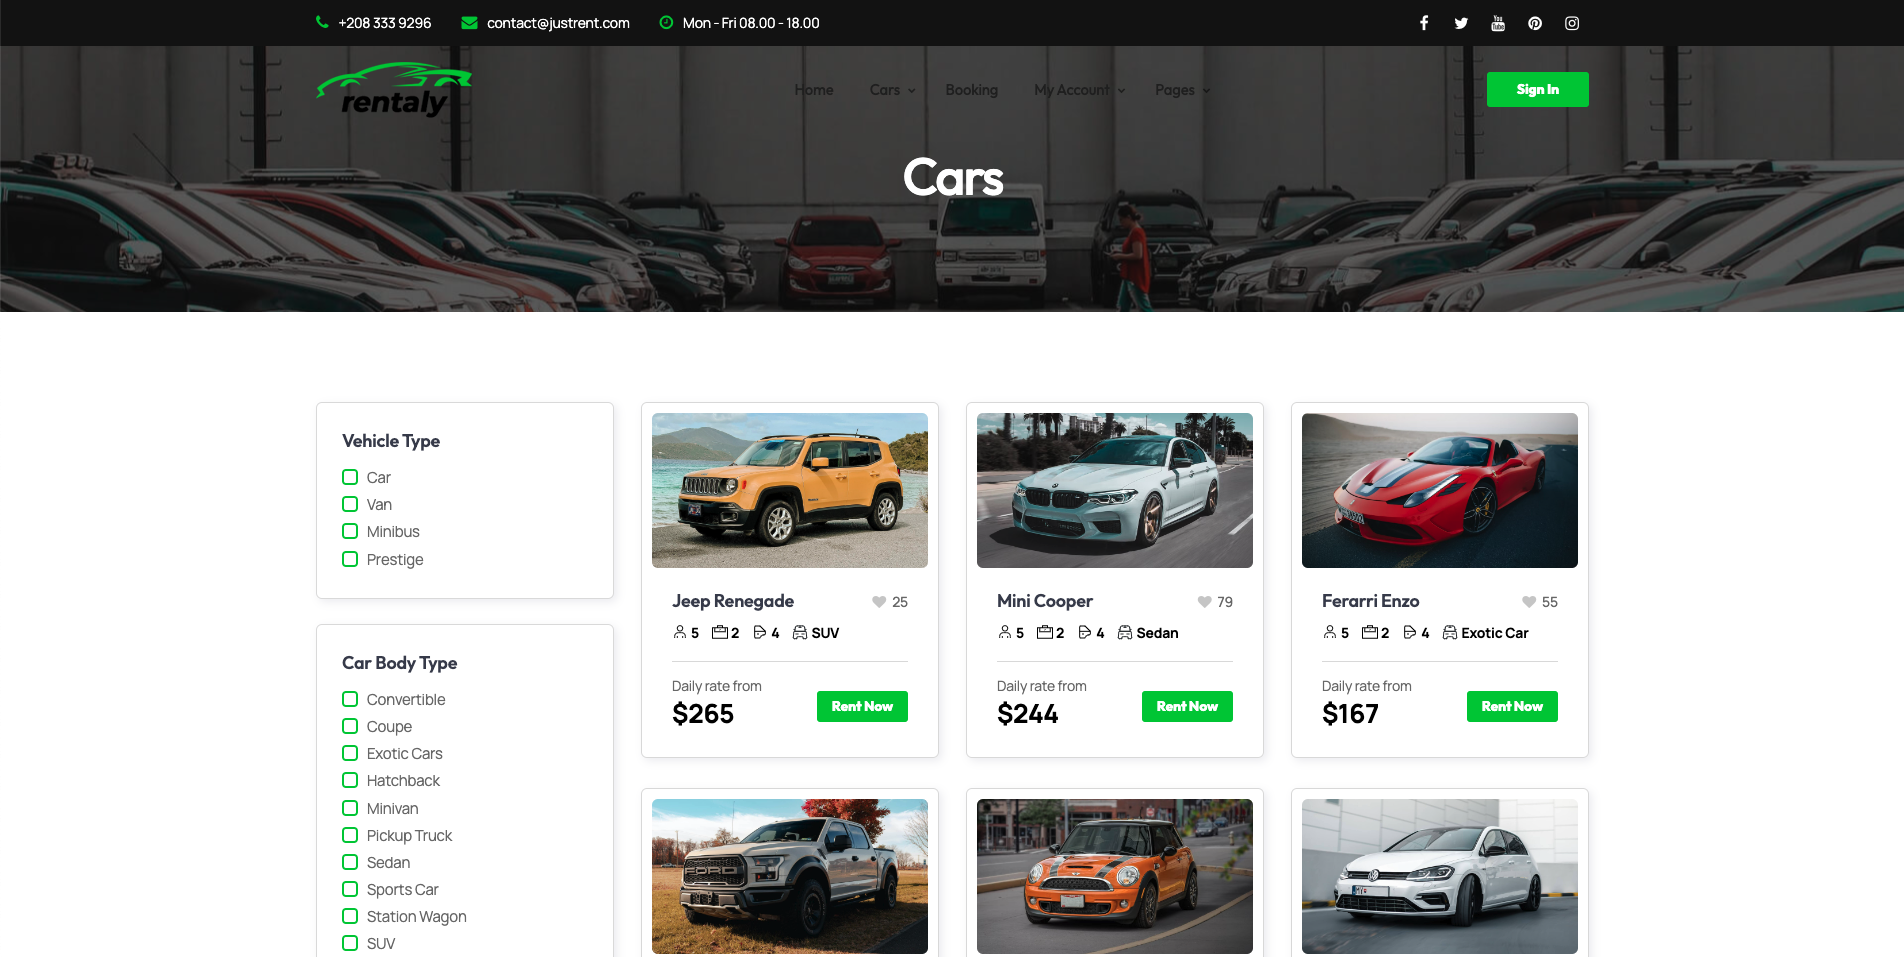 +208 333 9296 contact@justrent.com Mon - Fri 08.00 - 18.00
rentaly
Home Cars Booking My Account Pages
Sign In
Cars
Vehicle Type
Car
Van
Minibus
Prestige
Car Body Type
Convertible
Coupe
Exotic Cars
Hatchback
Minivan
Pickup Truck
Sedan
Sports Car
Station Wagon
SUV
Jeep Renegade 25
5 2 4 SUV
Daily rate from
$265
Rent Now
Mini Cooper 79
5 2 4 Sedan
Daily rate from
$244
Rent Now
Ferarri Enzo 55
5 2 4 Exotic Car
Daily rate from
$167
Rent Now
FORD